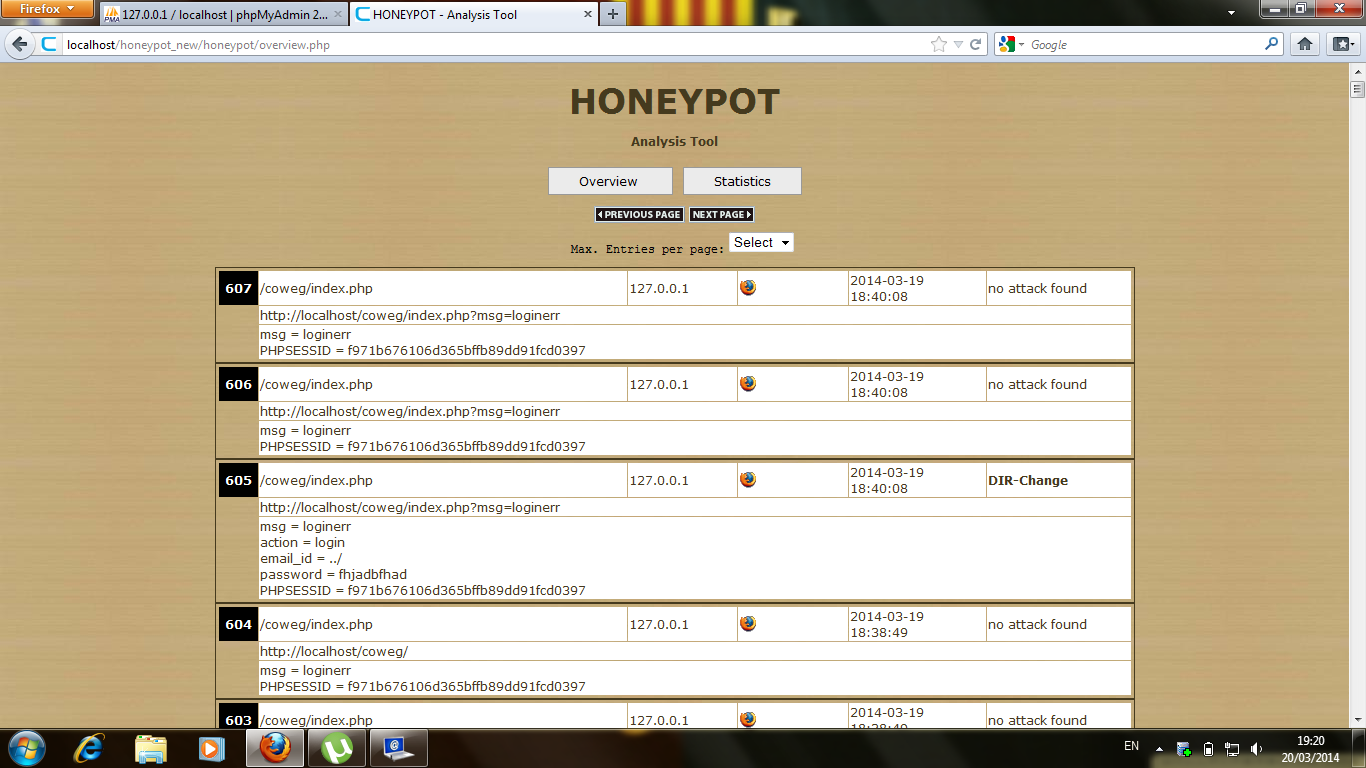 Firefox
127.0.0.1 / localhost | phpMyAdmin 2...
HONEYPOT - Analysis Tool
localhost/honeypot_new/honeypot/overview.php
Google
HONEYPOT
Analysis Tool
Overview
Statistics
PREVIOUS PAGE
NEXT PAGE
Max. Entries per page: Select
607 /coweg/index.php 127.0.0.1 2014-03-19 18:40:08 no attack found
http://localhost/coweg/index.php?msg=loginerr
msg = loginerr
PHPSESSID = f971b676106d365bffb89dd91fcd0397
606 /coweg/index.php 127.0.0.1 2014-03-19 18:40:08 no attack found
http://localhost/coweg/index.php?msg=loginerr
msg = loginerr
PHPSESSID = f971b676106d365bffb89dd91fcd0397
605 /coweg/index.php 127.0.0.1 2014-03-19 18:40:08 DIR-Change
http://localhost/coweg/index.php?msg=loginerr
msg = loginerr
action = login
email_id = ../
password = fhjadbfhad
PHPSESSID = f971b676106d365bffb89dd91fcd0397
604 /coweg/index.php 127.0.0.1 2014-03-19 18:38:49 no attack found
http://localhost/coweg/
msg = loginerr
PHPSESSID = f971b676106d365bffb89dd91fcd0397
603 /coweg/index.php 127.0.0.1 2014-03-19 18:38:49 no attack found
EN
19:20
20/03/2014